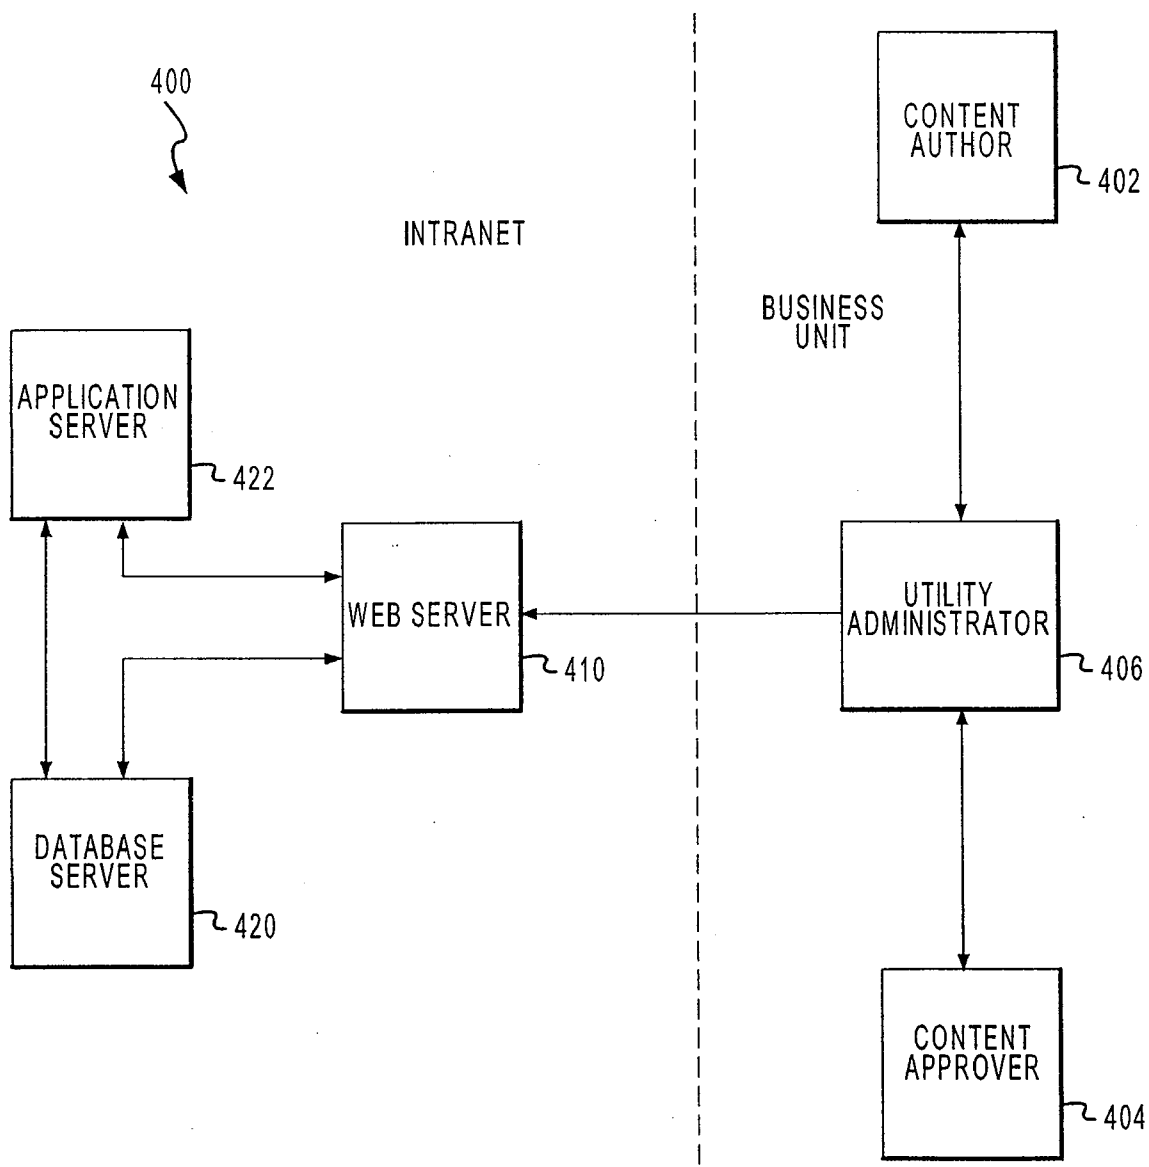 400
CONTENT
AUTHOR
402
INTRANET
BUSINESS
UNIT
APPLICATION
SERVER
422
WEB SERVER
410
UTILITY
ADMINISTRATOR
406
DATABASE
SERVER
420
CONTENT
APPROVER
404